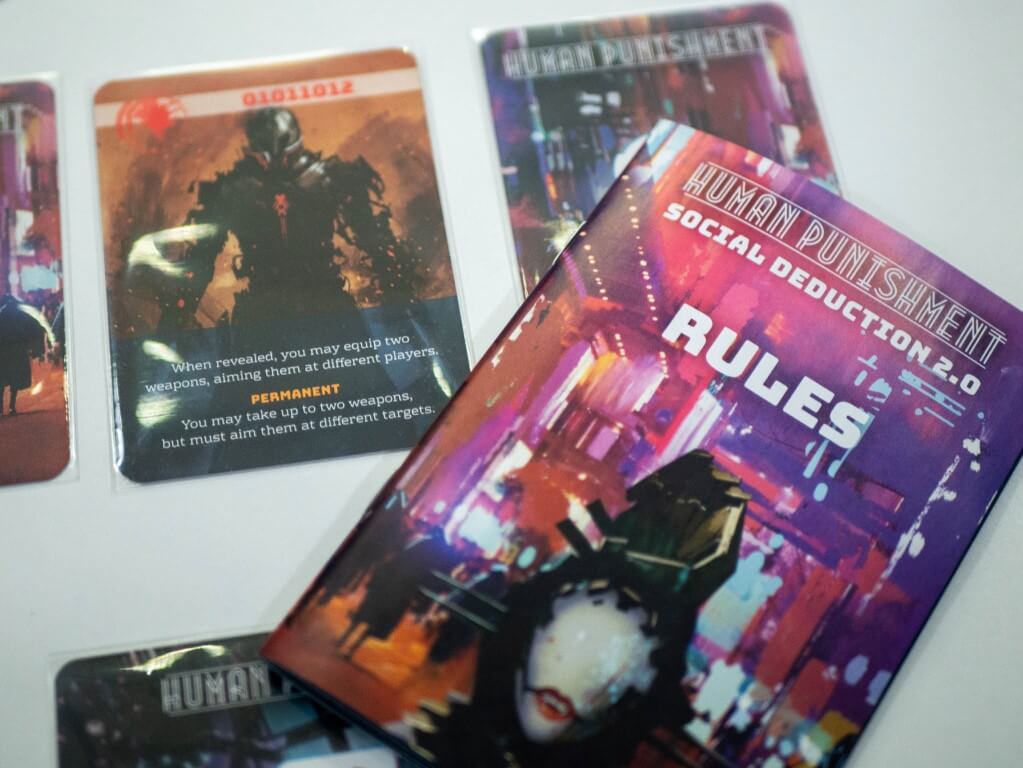 01011012
When revealed, you may equip two
weapons, aiming them at different players.
PERMANENT
You may take up to two weapons,
but must aim them at different targets.
HUMAN PUNISHMENT
HUMAN PUNISHMENT
SOCIAL DEDUCTION 2.0
RULES
HUMAN